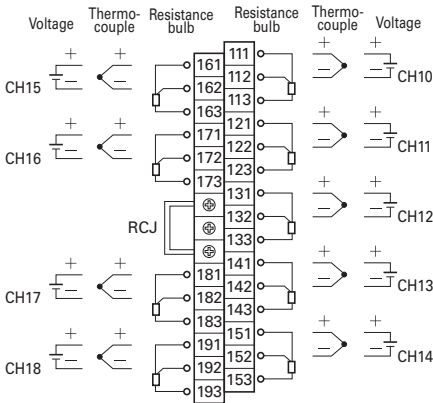 Voltage Thermo-couple Resistance bulb Resistance bulb Thermo-couple Voltage
CH15 + − + − 161 162 163
CH16 + − + − 171 172 173
RCJ
CH17 + − + − 181 182 183
CH18 + − + − 191 192 193
111 112 113 + − + − CH10
121 122 123 + − + − CH11
131 132 133 + − + − CH12
141 142 143 + − + − CH13
151 152 153 + − + − CH14